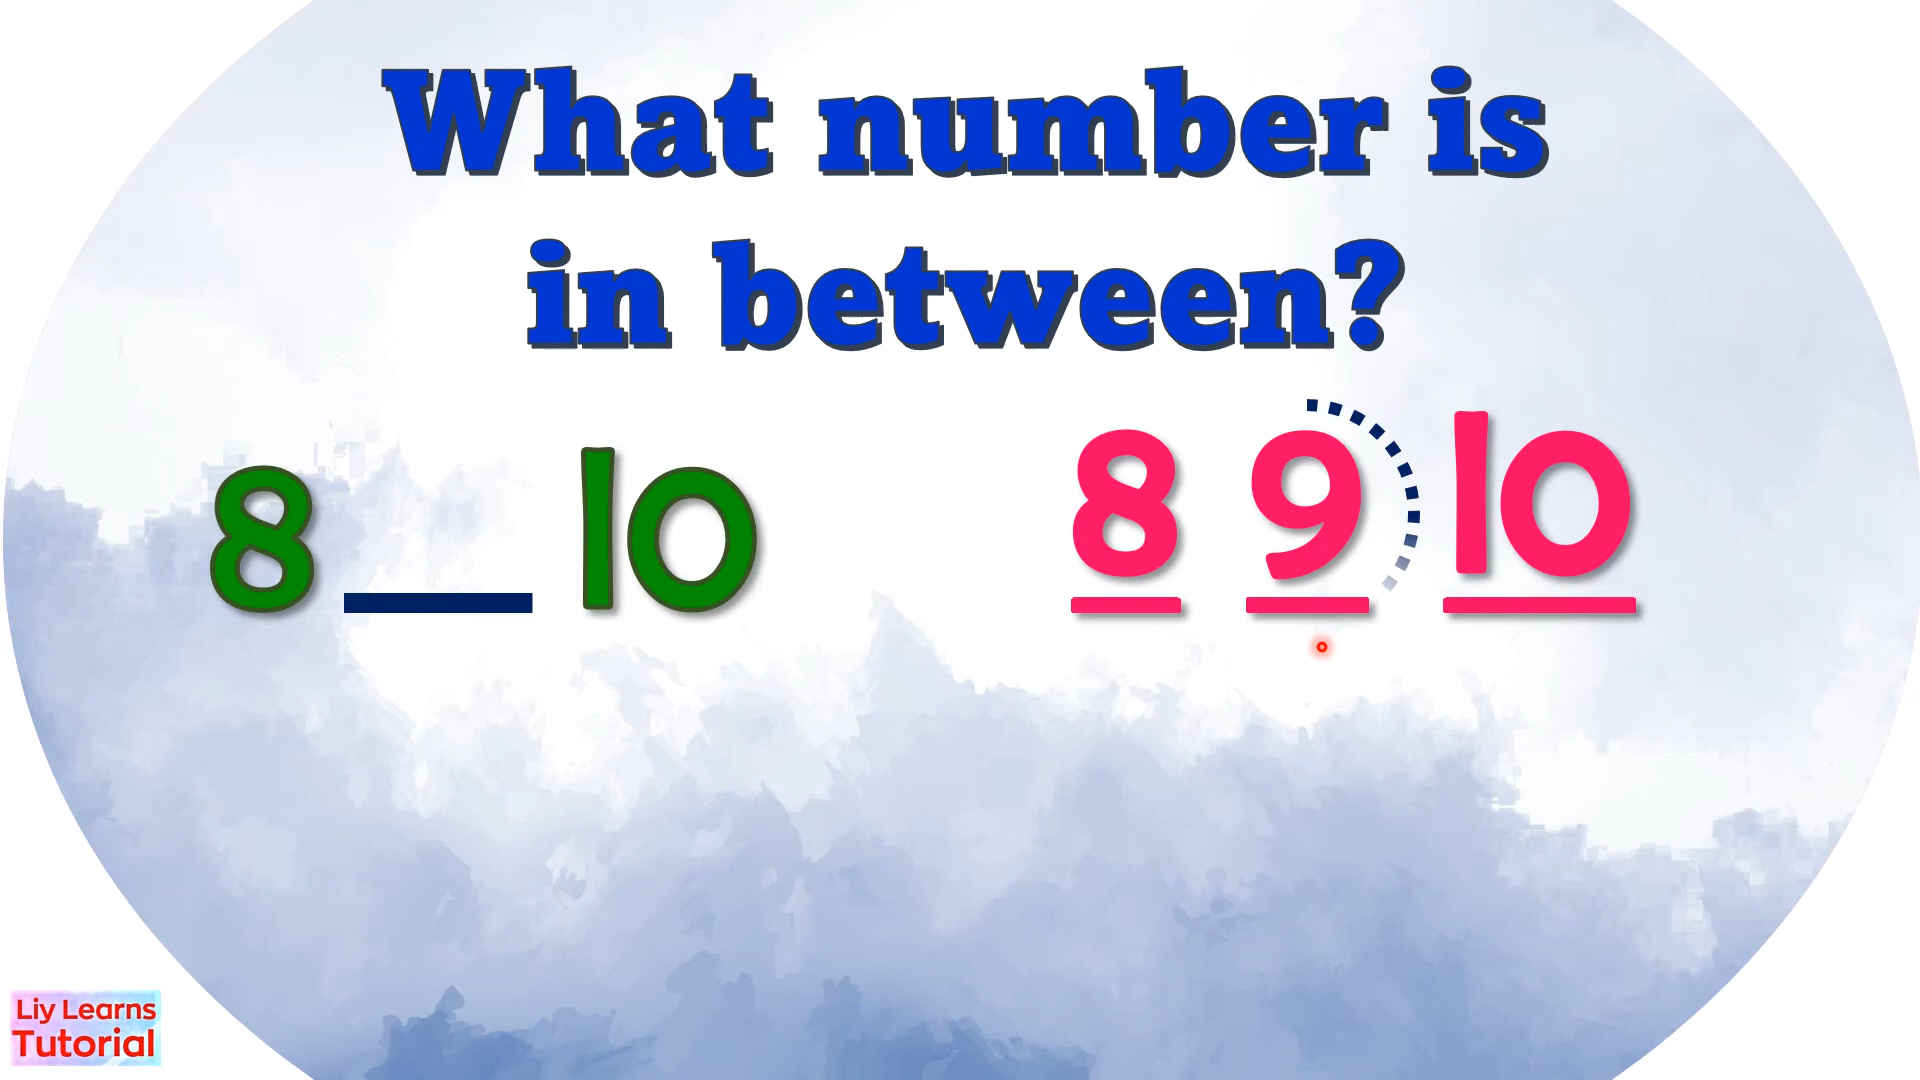 What number is
in between?
8 __ 10
8 9 10
Liy Learns
Tutorial